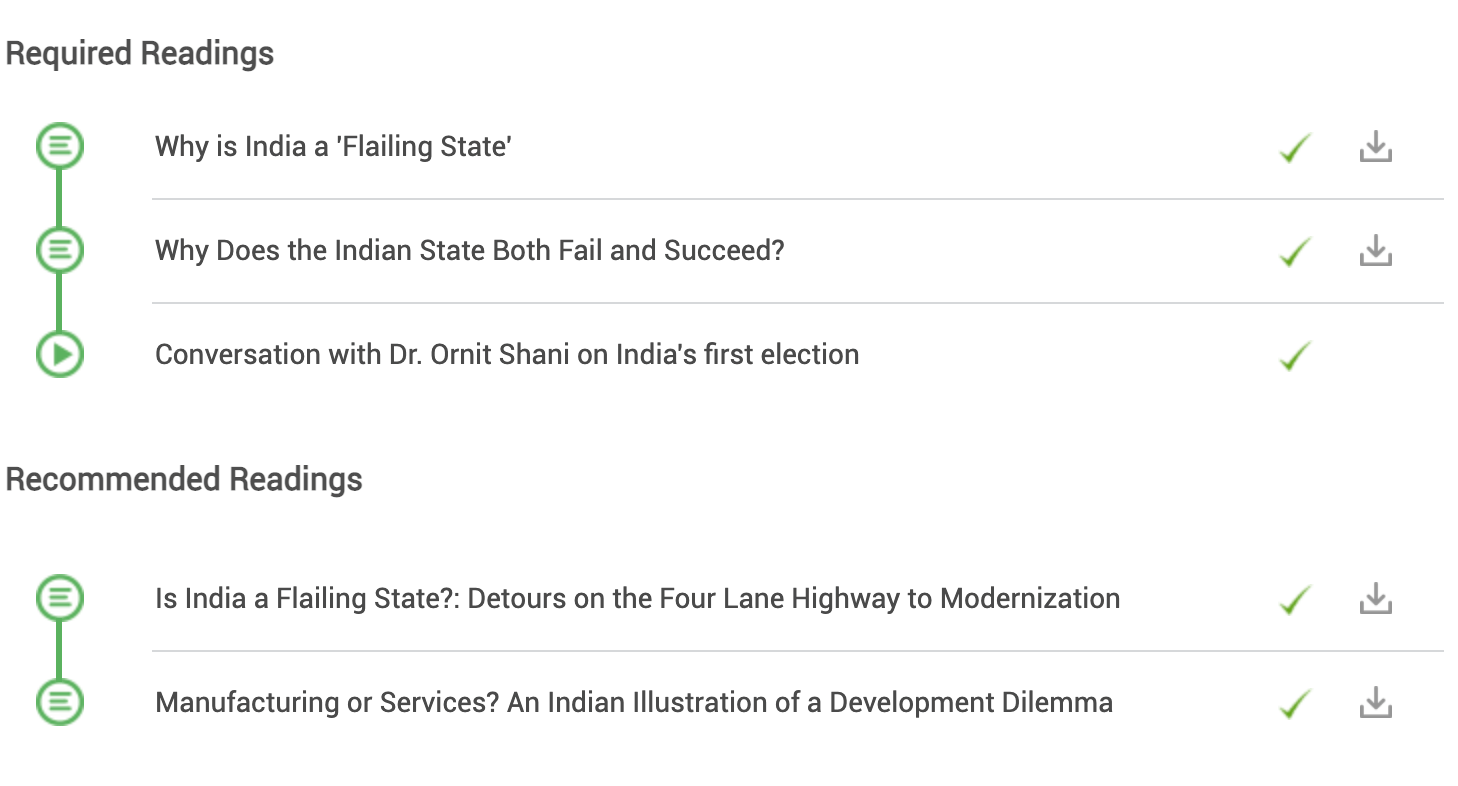 Required Readings
Why is India a 'Flailing State'
Why Does the Indian State Both Fail and Succeed?
Conversation with Dr. Ornit Shani on India's first election
Recommended Readings
Is India a Flailing State?: Detours on the Four Lane Highway to Modernization
Manufacturing or Services? An Indian Illustration of a Development Dilemma